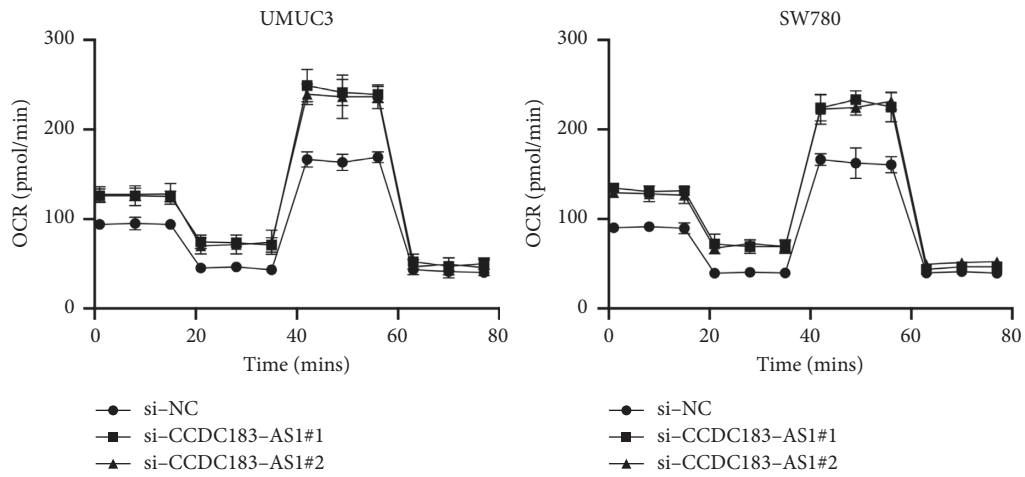 UMUC3
300
200
100
0
OCR (pmol/min)
0 20 40 60 80
Time (mins)
si–NC
si–CCDC183–AS1#1
si–CCDC183–AS1#2
SW780
300
200
100
0
OCR (pmol/min)
0 20 40 60 80
Time (mins)
si–NC
si–CCDC183–AS1#1
si–CCDC183–AS1#2